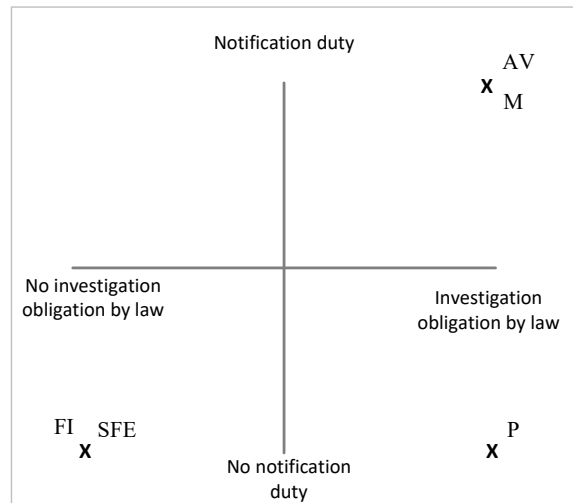 Notification duty
AV
X
M
No investigation
obligation by law
Investigation
obligation by law
FI SFE
X
P
X
No notification
duty